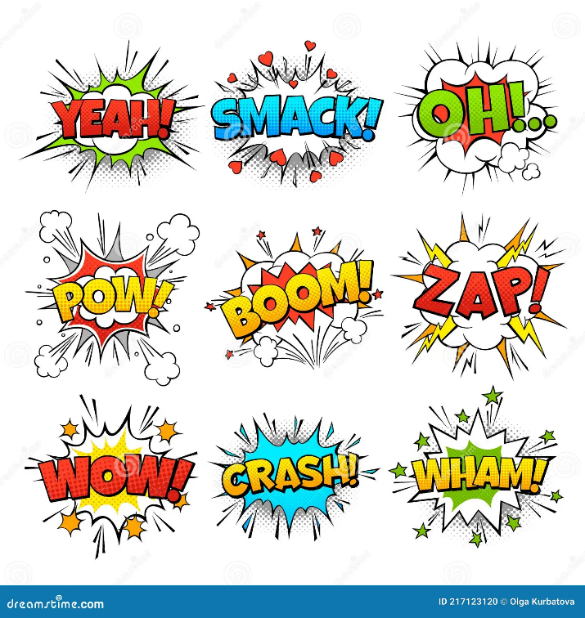 YEAH!
SMACK!
OH!...
POW!
BOOM!
ZAP!
WOW!
CRASH!
WHAM!
dreamstime.com
ID 217123120 © Olga Kurbatova